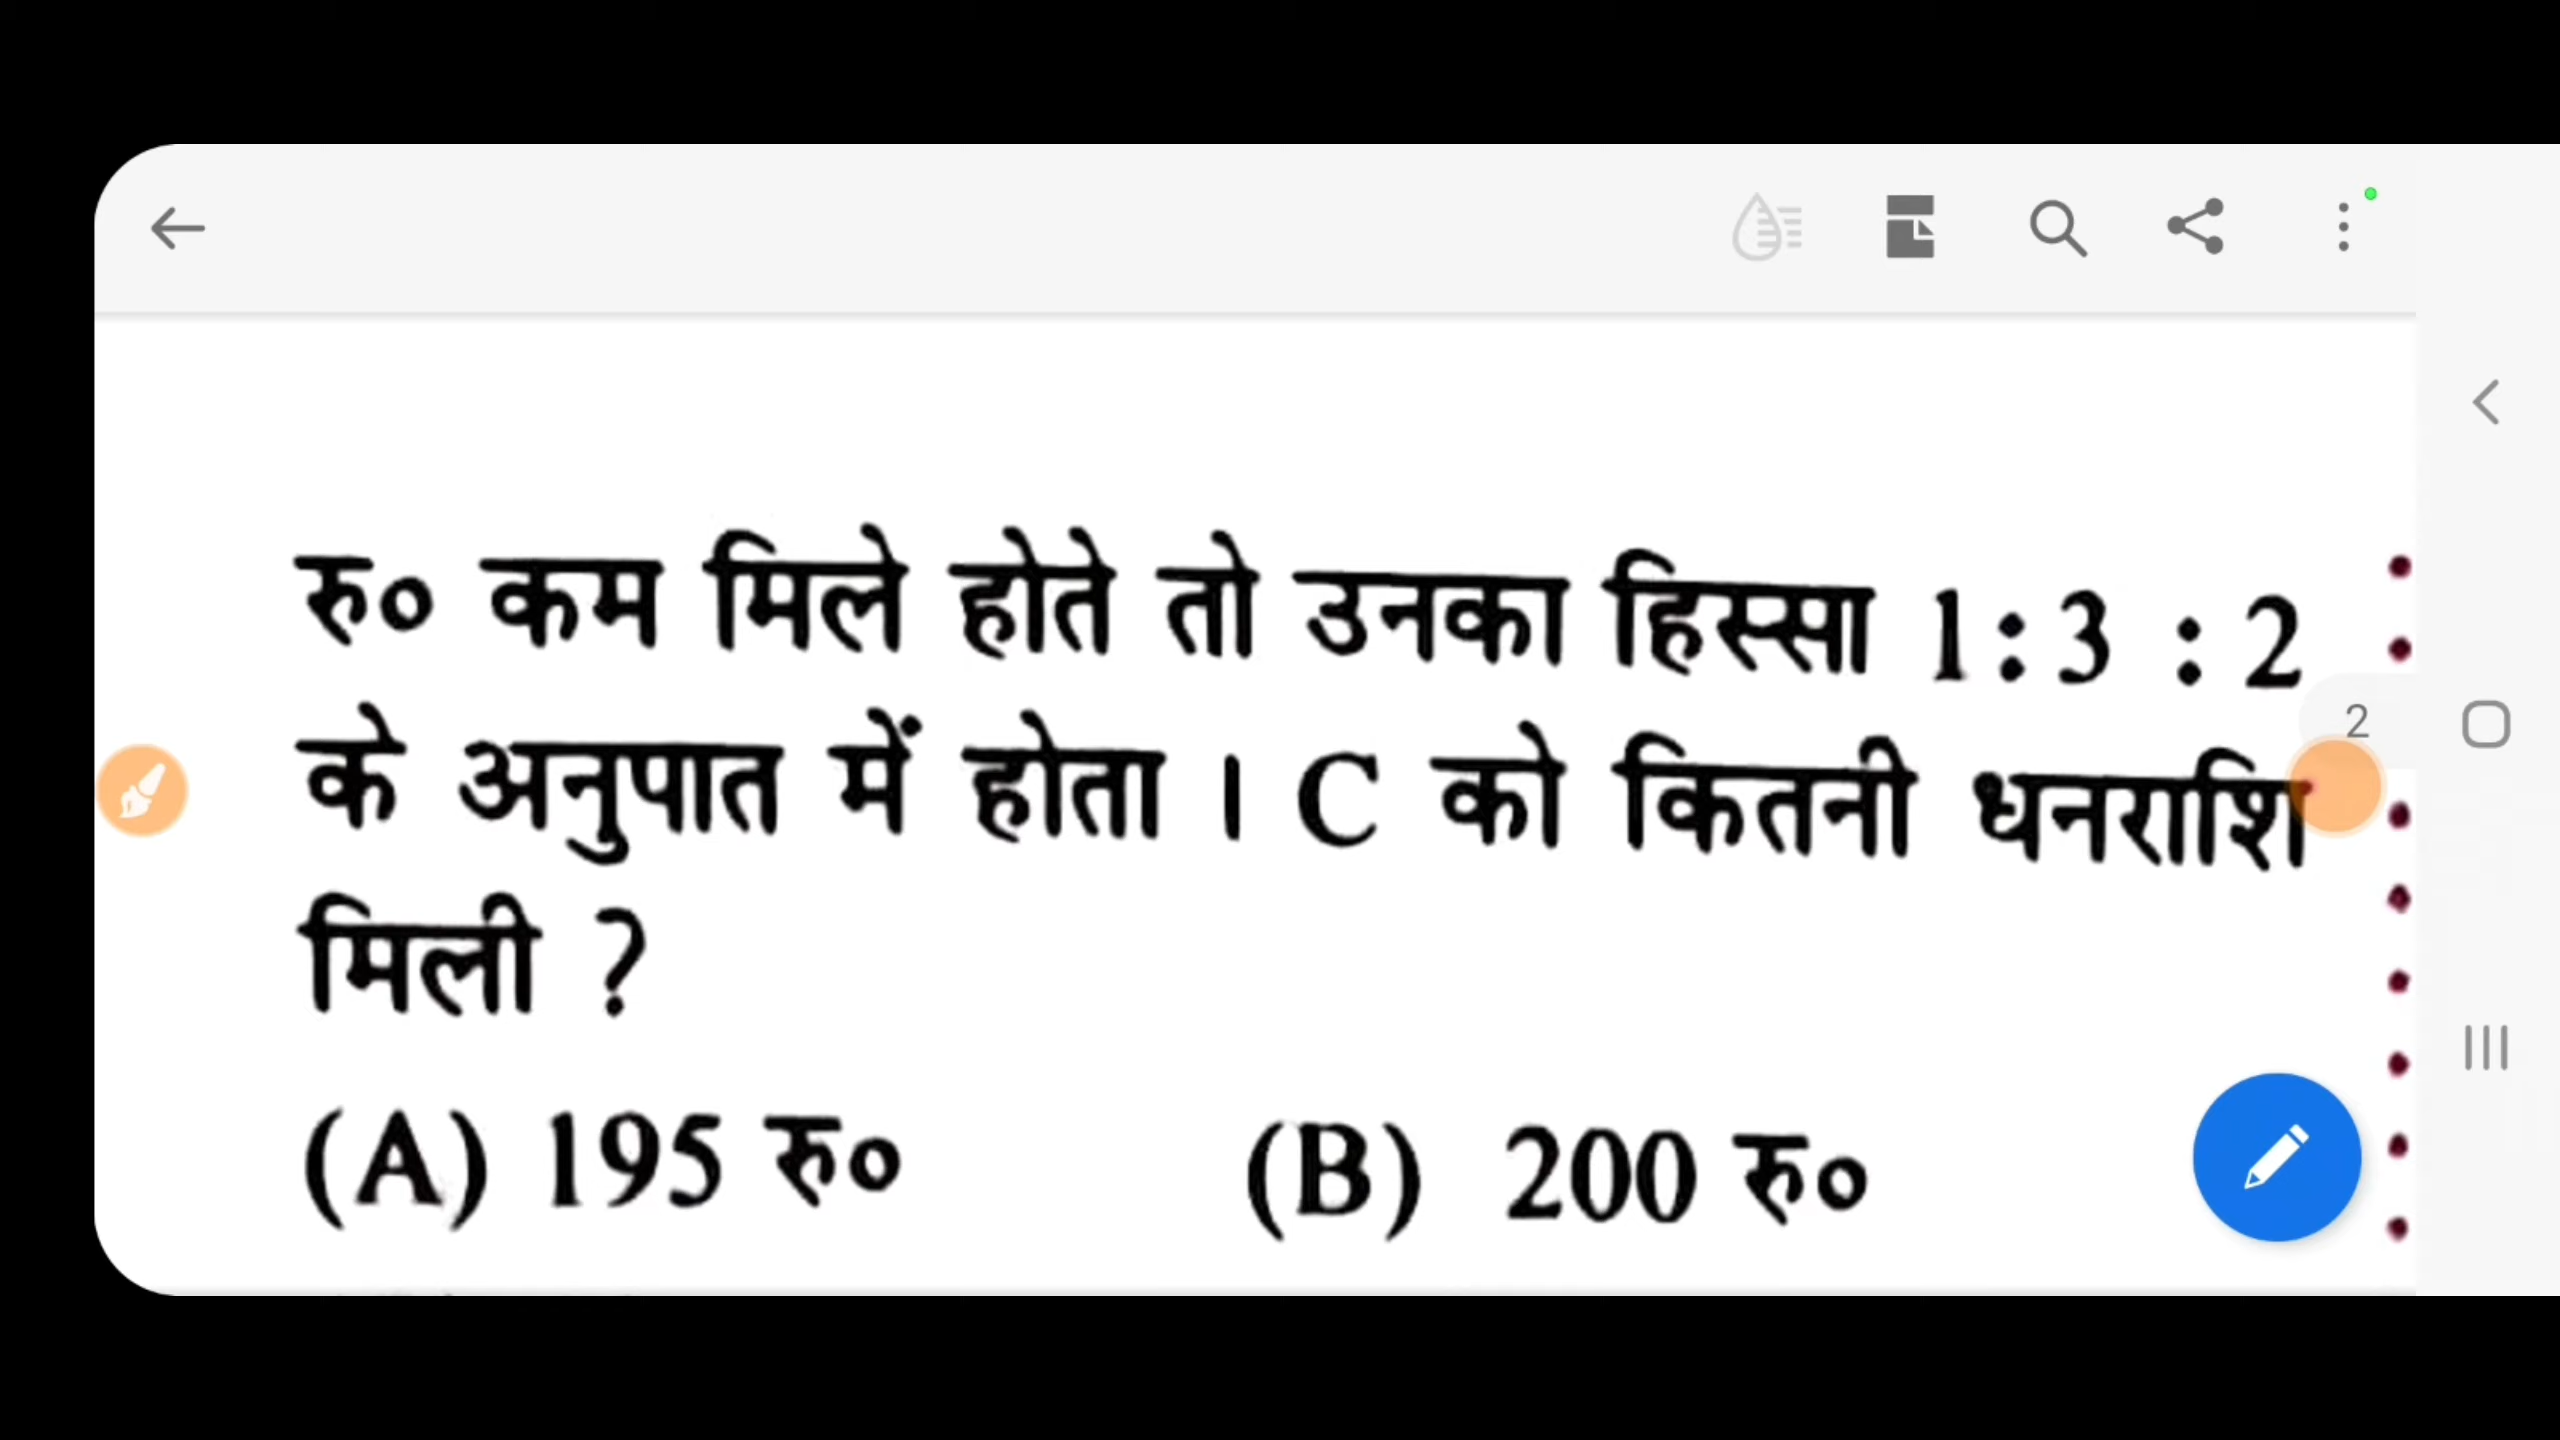 रु० कम मिले होते तो उनका हिस्सा 1 : 3 : 2
के अनुपात में होता । C को कितनी धनराशि
मिली ?
(A) 195 रु० (B) 200 रु०
2